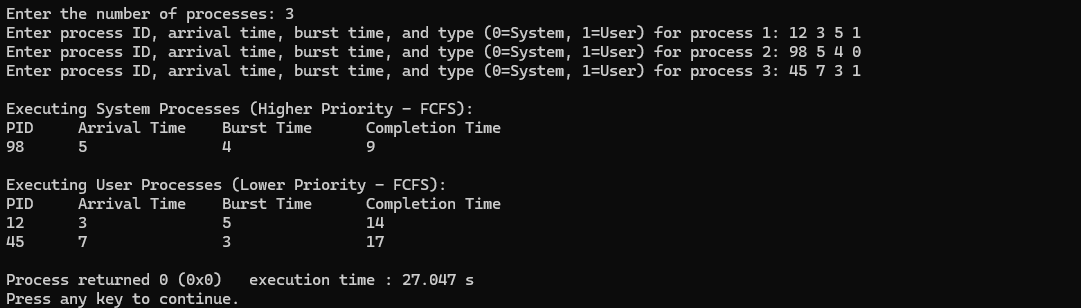 Enter the number of processes: 3
Enter process ID, arrival time, burst time, and type (0=System, 1=User) for process 1: 12 3 5 1
Enter process ID, arrival time, burst time, and type (0=System, 1=User) for process 2: 98 5 4 0
Enter process ID, arrival time, burst time, and type (0=System, 1=User) for process 3: 45 7 3 1
Executing System Processes (Higher Priority - FCFS):
PID     Arrival Time    Burst Time      Completion Time
98      5               4               9
Executing User Processes (Lower Priority - FCFS):
PID     Arrival Time    Burst Time      Completion Time
12      3               5               14
45      7               3               17
Process returned 0 (0x0)   execution time : 27.047 s
Press any key to continue.